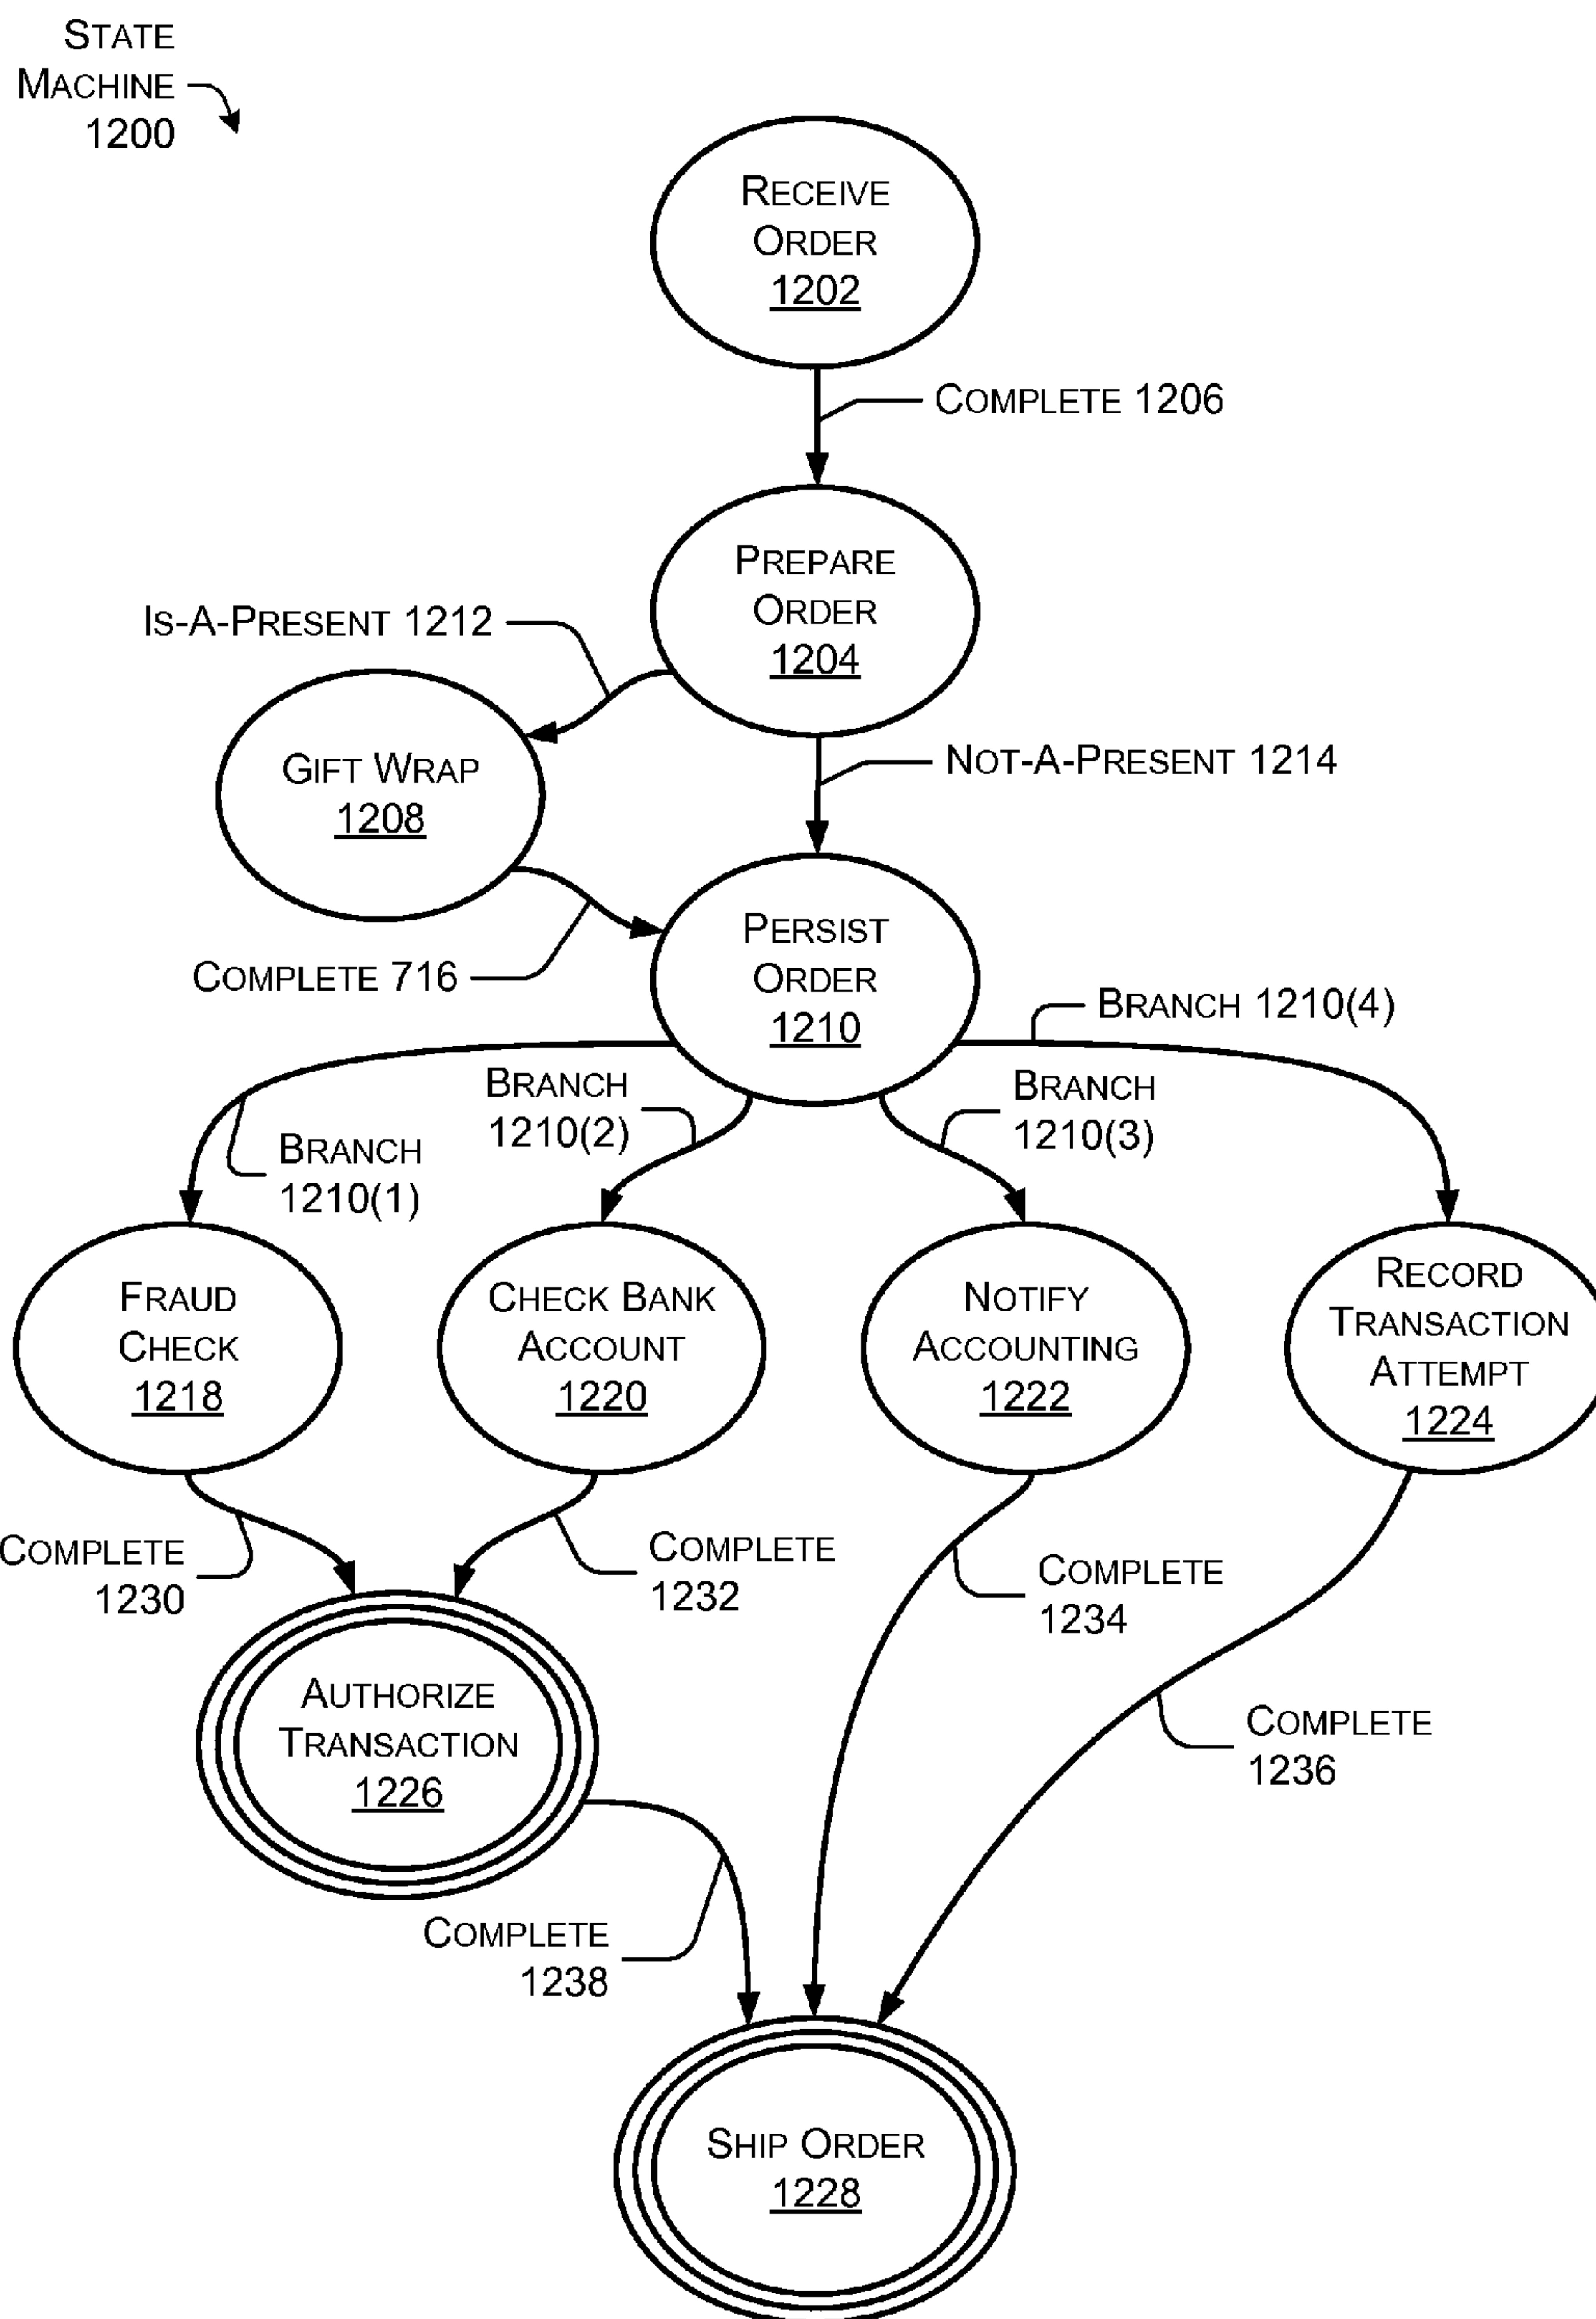 STATE
MACHINE
1200
RECEIVE
ORDER
1202
COMPLETE 1206
PREPARE
ORDER
1204
IS-A-PRESENT 1212
GIFT WRAP
1208
NOT-A-PRESENT 1214
COMPLETE 716
PERSIST
ORDER
1210
BRANCH
1210(1)
BRANCH
1210(2)
BRANCH
1210(3)
BRANCH 1210(4)
FRAUD
CHECK
1218
CHECK BANK
ACCOUNT
1220
NOTIFY
ACCOUNTING
1222
RECORD
TRANSACTION
ATTEMPT
1224
COMPLETE
1230
COMPLETE
1232
COMPLETE
1234
COMPLETE
1236
AUTHORIZE
TRANSACTION
1226
COMPLETE
1238
SHIP ORDER
1228